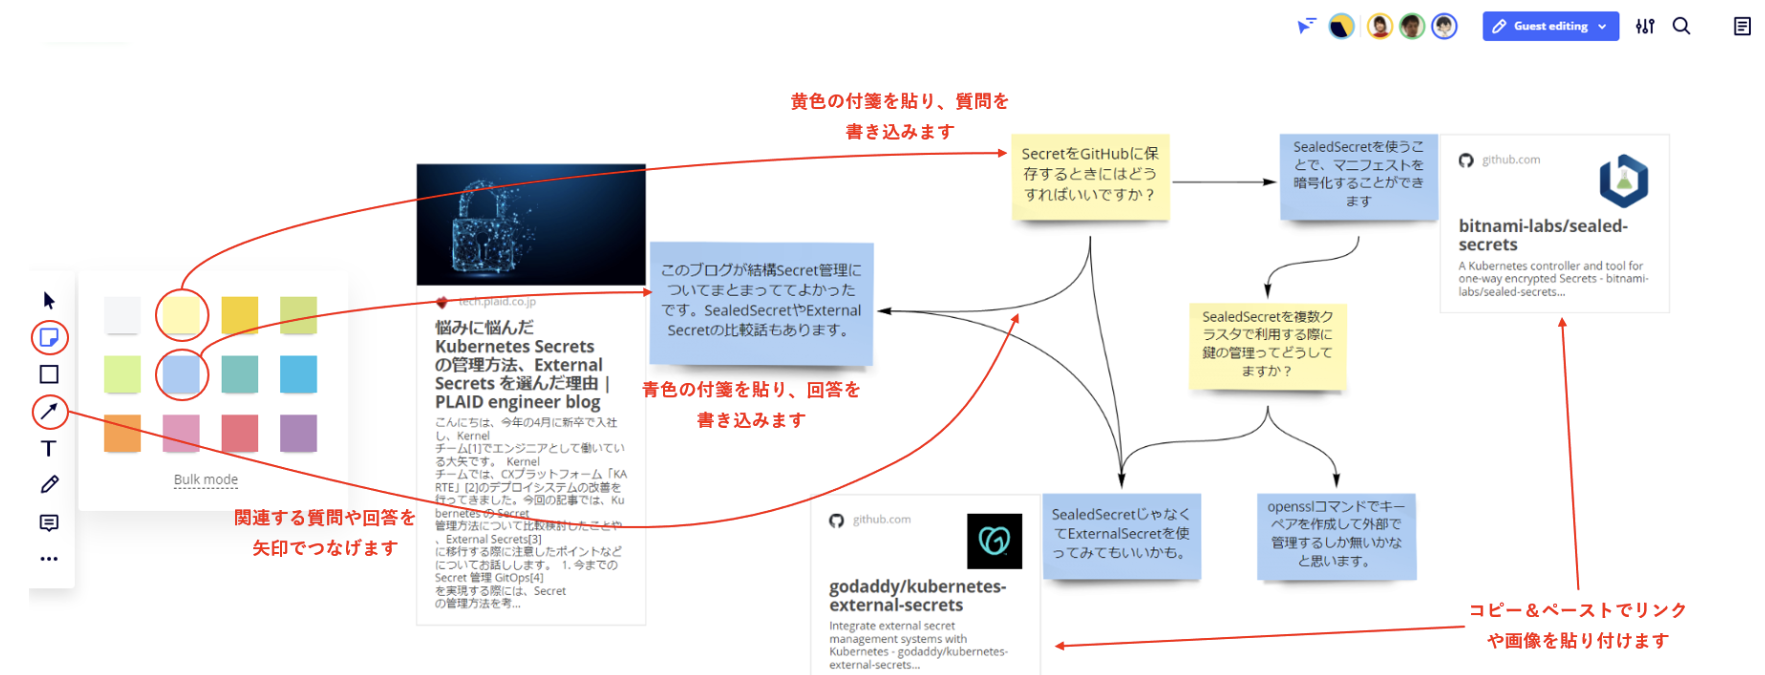 Guest editing
黄色の付箋を貼り、質問を
書き込みます
SecretをGitHubに保
存するときにはどう
すればいいですか？
SealedSecretを使うこ
とで、マニフェストを
暗号化することができ
ます
github.com
bitnami-labs/sealed-
secrets
A Kubernetes controller and tool for
one-way encrypted Secrets - bitnami-
labs/sealed-secrets...
このブログが結構Secret管理に
ついてまとまっててよかった
です。SealedSecretやExternal
Secretの比較話もあります。
tech.plaid.co.jp
悩みに悩んだ
Kubernetes Secrets
の管理方法、External
Secrets を選んだ理由 |
PLAID engineer blog
こんにちは、今年の4月に新卒で入社
し、Kernel
チーム[1]でエンジニアとして働いてい
る大矢です。 Kernel
チームでは、CXプラットフォーム「KA
RTE」[2]のデプロイシステムの改善を
行ってきました。今回の記事では、Ku
bernetes の Secret
管理方法について比較検討したことや
、External Secrets[3]
に移行する際に注意したポイントなど
についてお話しします。 1. 今までの
Secret 管理 GitOps[4]
を実現する際には、Secret
の管理方法を考...
SealedSecretを複数ク
ラスタで利用する際に
鍵の管理ってどうして
ますか？
青色の付箋を貼り、回答を
書き込みます
Bulk mode
関連する質問や回答を
矢印でつなげます
github.com
godaddy/kubernetes-
external-secrets
Integrate external secret
management systems with
Kubernetes - godaddy/kubernetes-
external-secrets...
SealedSecretじゃなく
てExternalSecretを使
ってみてもいいかも。
opensslコマンドでキー
ペアを作成して外部で
管理するしか無いかな
と思います。
コピー＆ペーストでリンク
や画像を貼り付けます